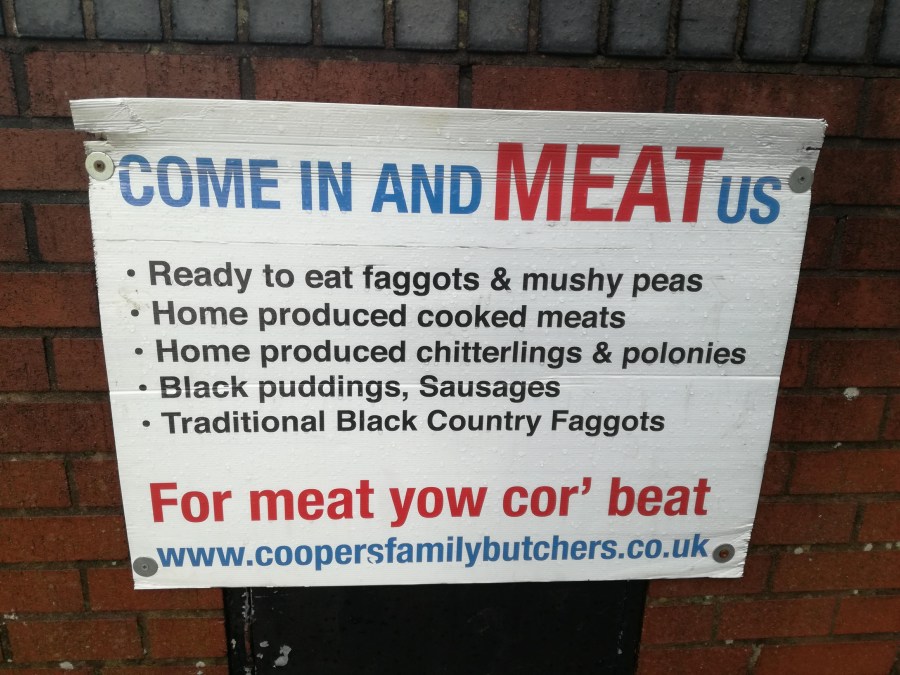 COME IN AND MEAT US
• Ready to eat faggots & mushy peas
• Home produced cooked meats
• Home produced chitterlings & polonies
• Black puddings, Sausages
• Traditional Black Country Faggots
For meat yow cor' beat
www.coopersfamilybutchers.co.uk